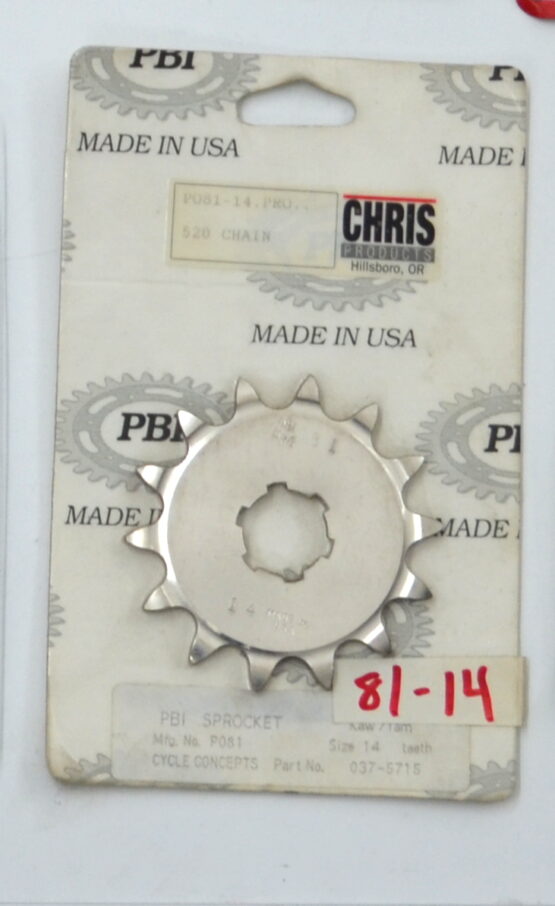 PBI
MADE IN USA
MADE
P081-14.PRO..
520 CHAIN
CHRIS
PRODUCTS
Hillsboro, OR
MADE IN USA
PBI
MADE
MADE
14
81-14
PBI SPROCKET Kaw/Yam
Mfg. No. P081 Size 14 teeth
CYCLE CONCEPTS Part No. 037-5715